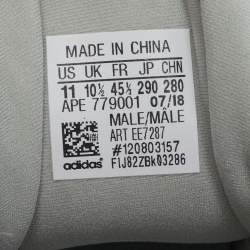 MADE IN CHINA
US UK FR JP CHN
11 10½ 45⅓ 290 280
APE 779001 07/18
MALE/MÂLE
ART EE7287
#120803157
adidas F1J82ZBK03286